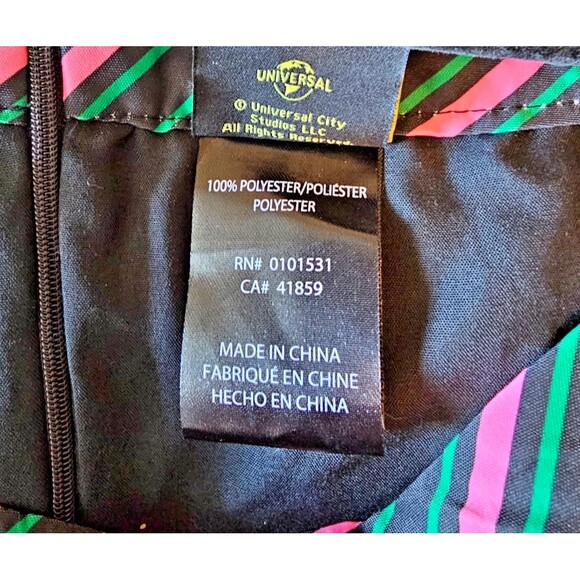 UNIVERSAL
© Universal City
Studios LLC
All Rights Reserved.
100% POLYESTER/POLIÉSTER
POLYESTER
RN# 0101531
CA# 41859
MADE IN CHINA
FABRIQUÉ EN CHINE
HECHO EN CHINA